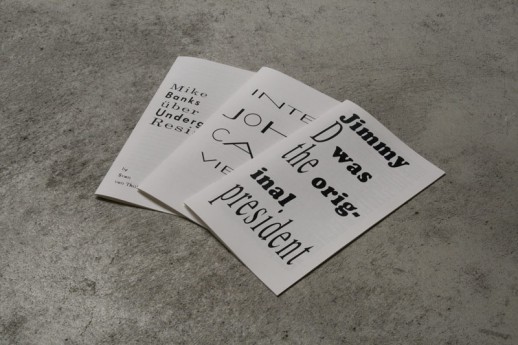 Mike
Banks
über
Underg
Resi
INTE
JOH
CA
VIE
Jimmy
D was
the orig-
inal
president